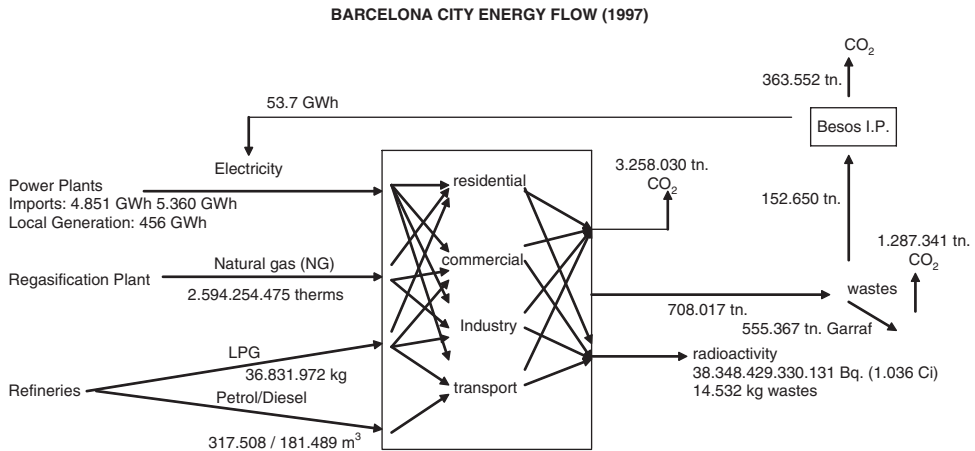 BARCELONA CITY ENERGY FLOW (1997)
CO2
363.552 tn.
53.7 GWh
Besos I.P.
Electricity
Power Plants
Imports: 4.851 GWh 5.360 GWh
Local Generation: 456 GWh
residential
3.258.030 tn.
CO2
152.650 tn.
1.287.341 tn.
CO2
Regasification Plant
Natural gas (NG)
2.594.254.475 therms
commercial
wastes
708.017 tn.
555.367 tn. Garraf
Industry
LPG
36.831.972 kg
radioactivity
38.348.429.330.131 Bq. (1.036 Ci)
14.532 kg wastes
Refineries
Petrol/Diesel
transport
317.508 / 181.489 m3